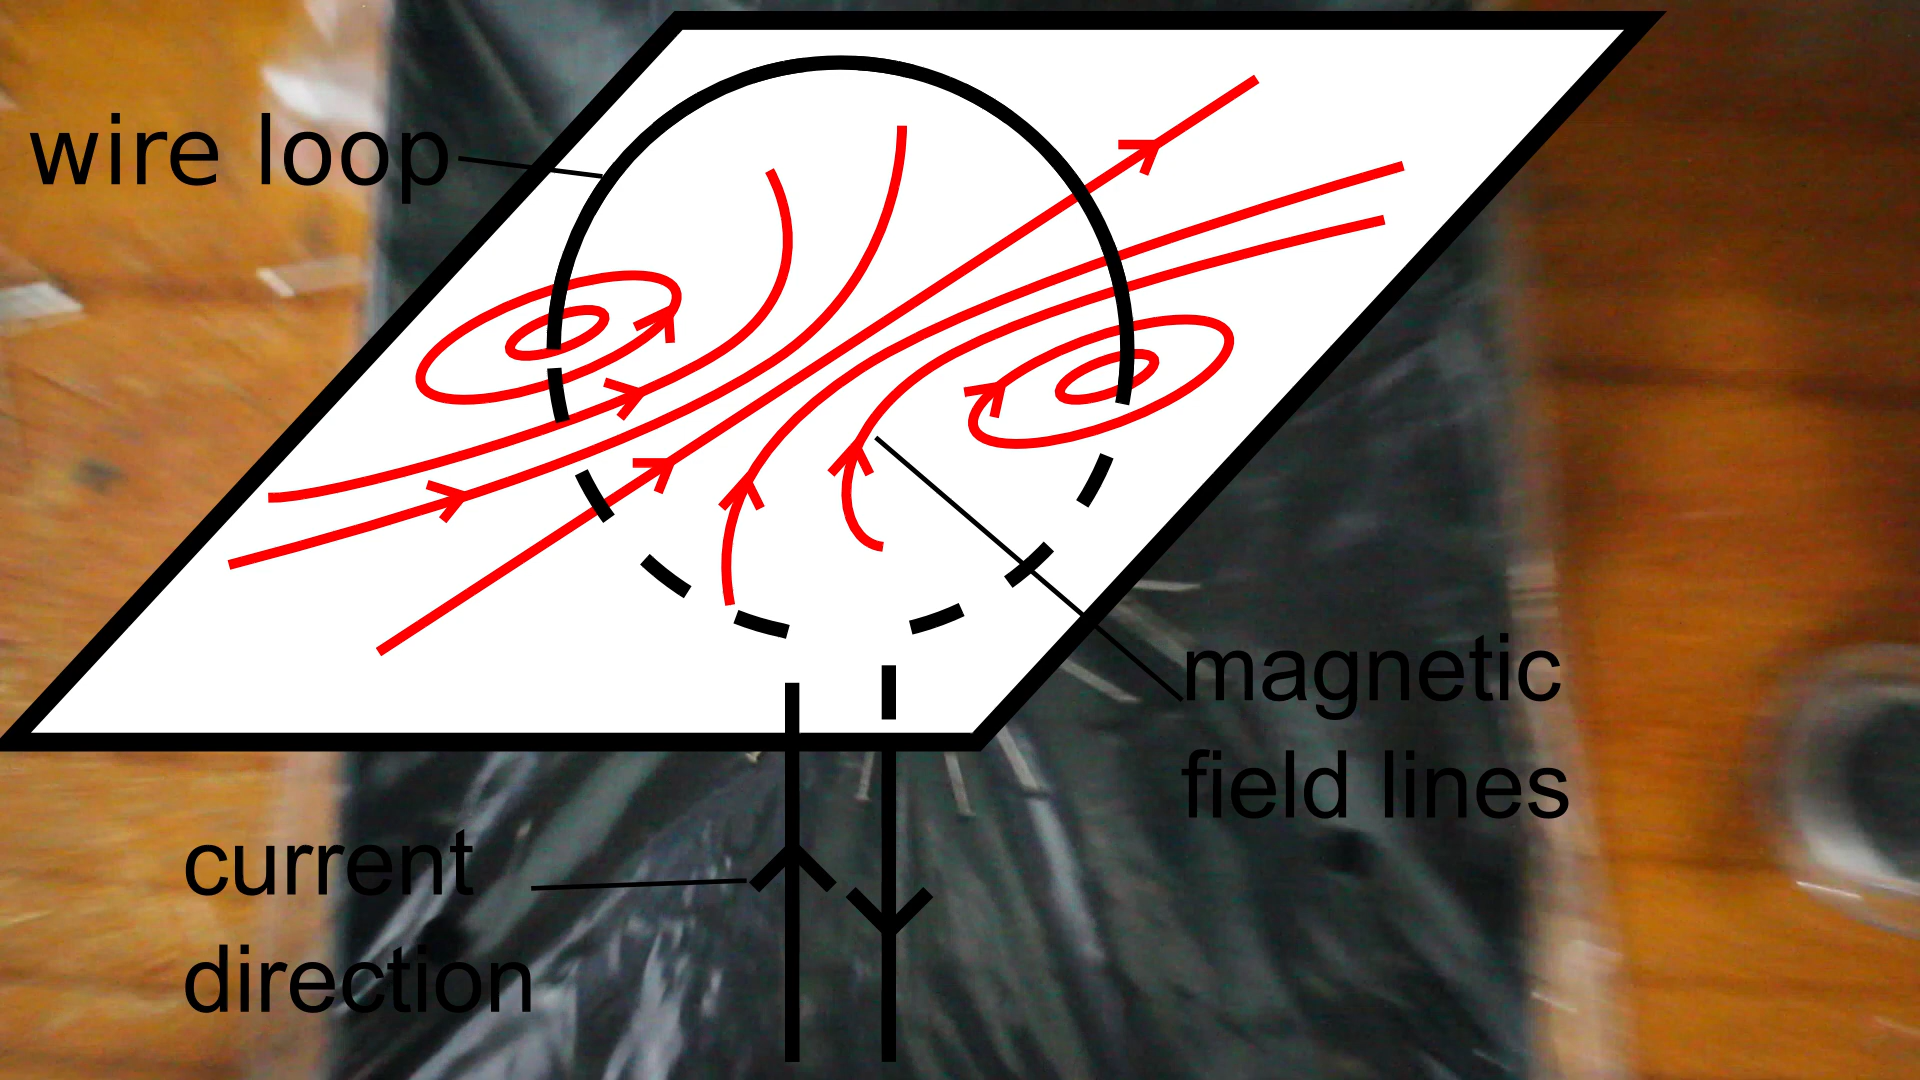 wire loop
magnetic
field lines
current
direction